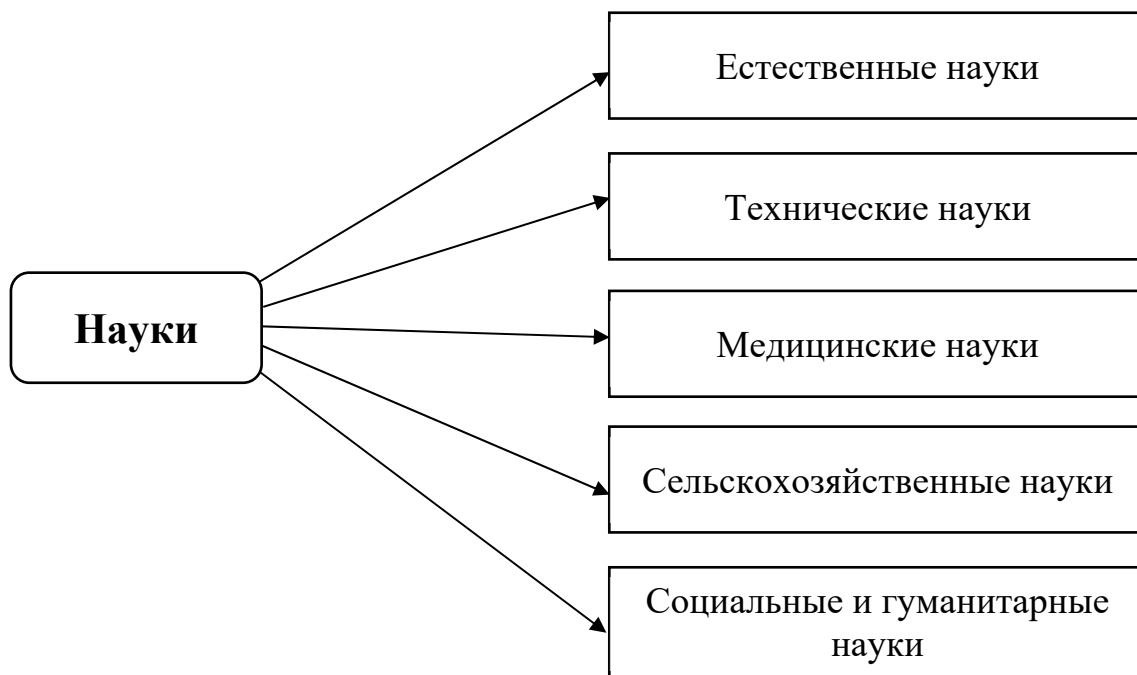 Естественные науки
Технические науки
Науки
Медицинские науки
Сельскохозяйственные науки
Социальные и гуманитарные
науки